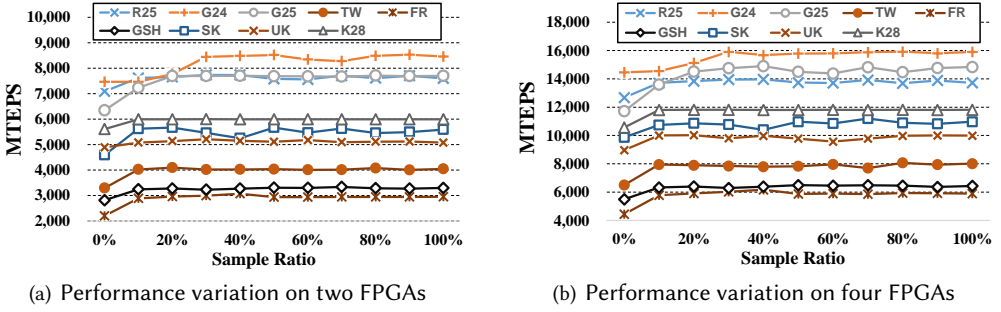 10,000
9,000
8,000
7,000
6,000
5,000
4,000
3,000
2,000
MTEPS
R25 G24 G25 TW FR
GSH SK UK K28
0% 20% 40% 60% 80% 100%
Sample Ratio
(a) Performance variation on two FPGAs
18,000
16,000
14,000
12,000
10,000
8,000
6,000
4,000
MTEPS
R25 G24 G25 TW FR
GSH SK UK K28
0% 20% 40% 60% 80% 100%
Sample Ratio
(b) Performance variation on four FPGAs